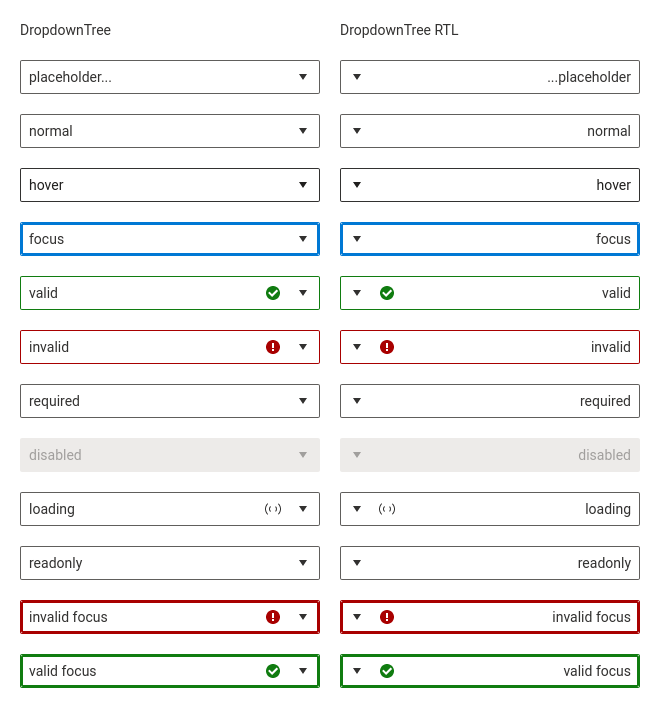 DropdownTree
DropdownTree RTL
placeholder...
...placeholder
normal
normal
hover
hover
focus
focus
valid
valid
invalid
invalid
required
required
disabled
disabled
loading
loading
readonly
readonly
invalid focus
invalid focus
valid focus
valid focus